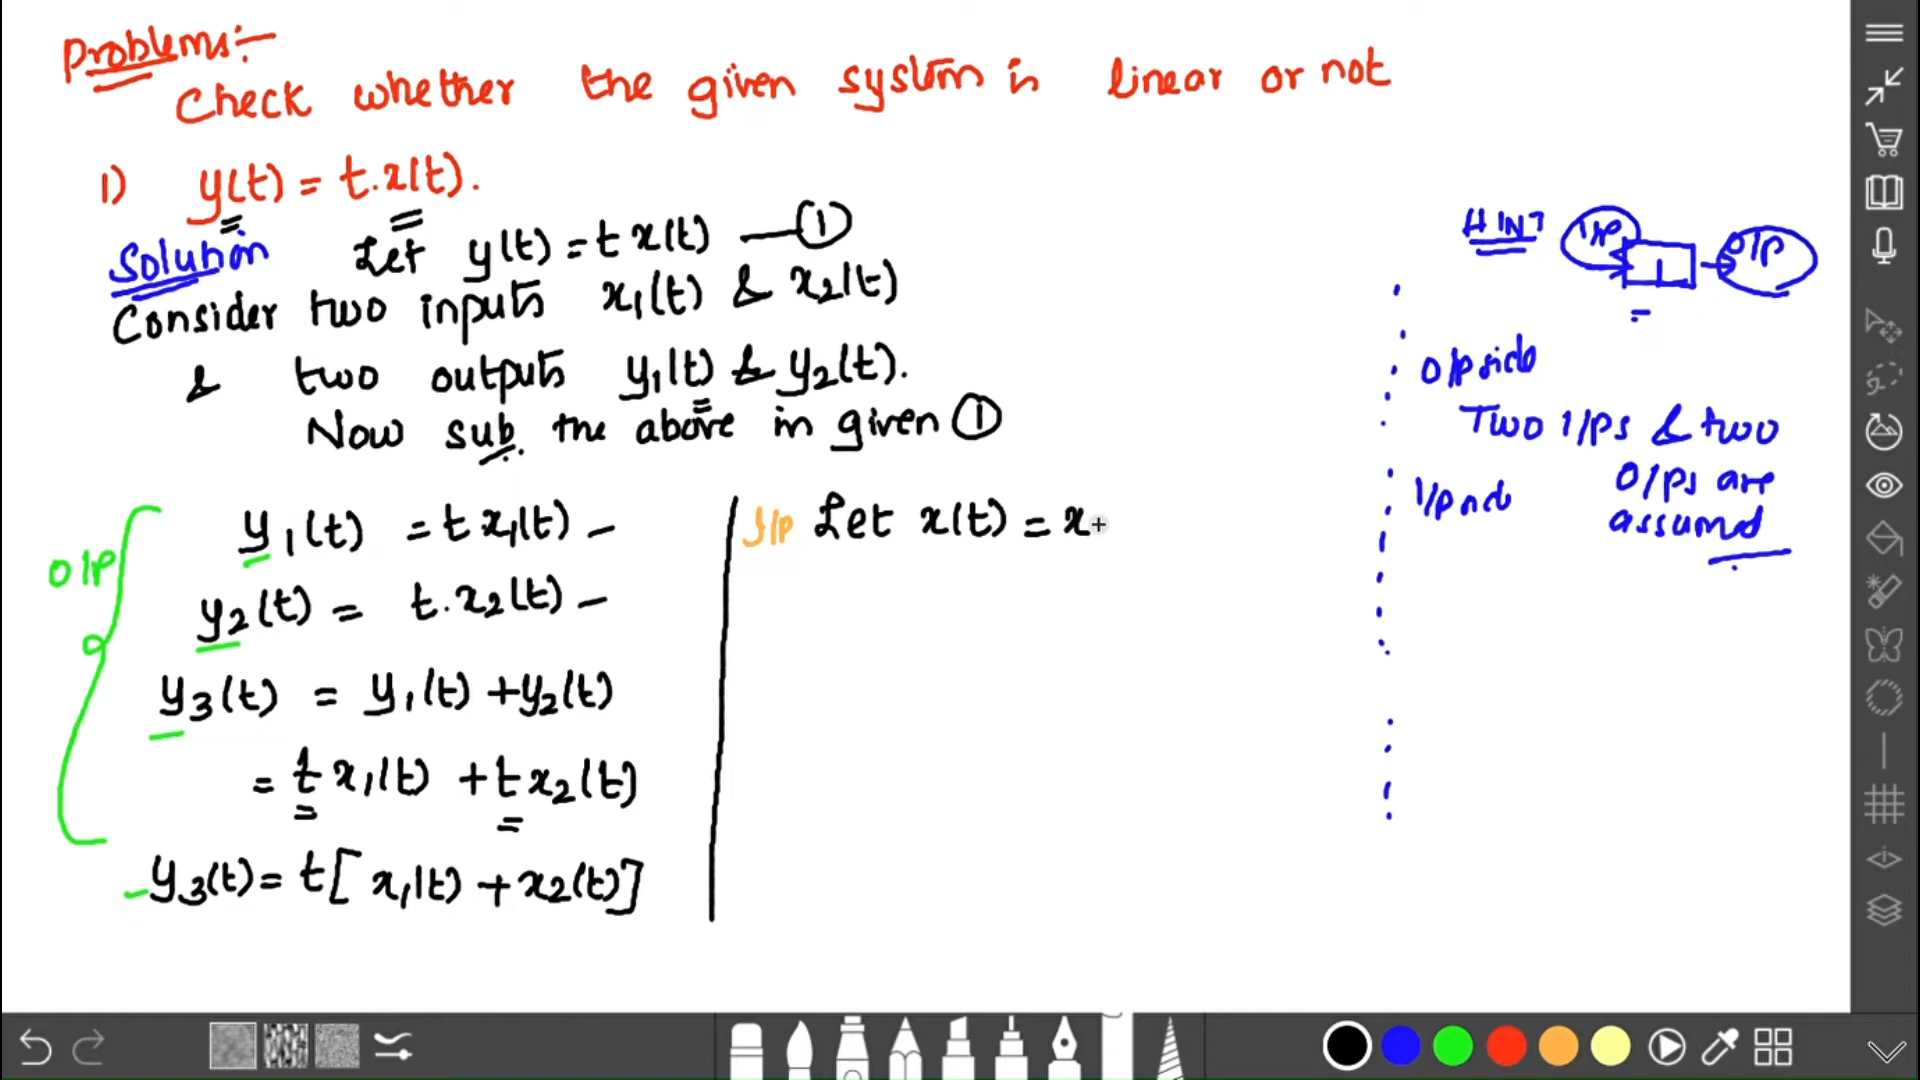 Problems:-
Check whether the given system is linear or not
1) y(t) = t.x(t).
Solution Let y(t) = t x(t) — ①
Consider two inputs x1(t) & x2(t)
& two outputs y1(t) & y2(t).
Now sub. the above in given ①
O/P
y1(t) = t x1(t) -
y2(t) = t.x2(t) -
y3(t) = y1(t) + y2(t)
= t x1(t) + t x2(t)
- y3(t) = t[ x1(t) + x2(t)]
I/P Let x(t) = x
HINT I/P O/P
O/P side
Two I/Ps & two
O/Ps are
assumed
I/P side